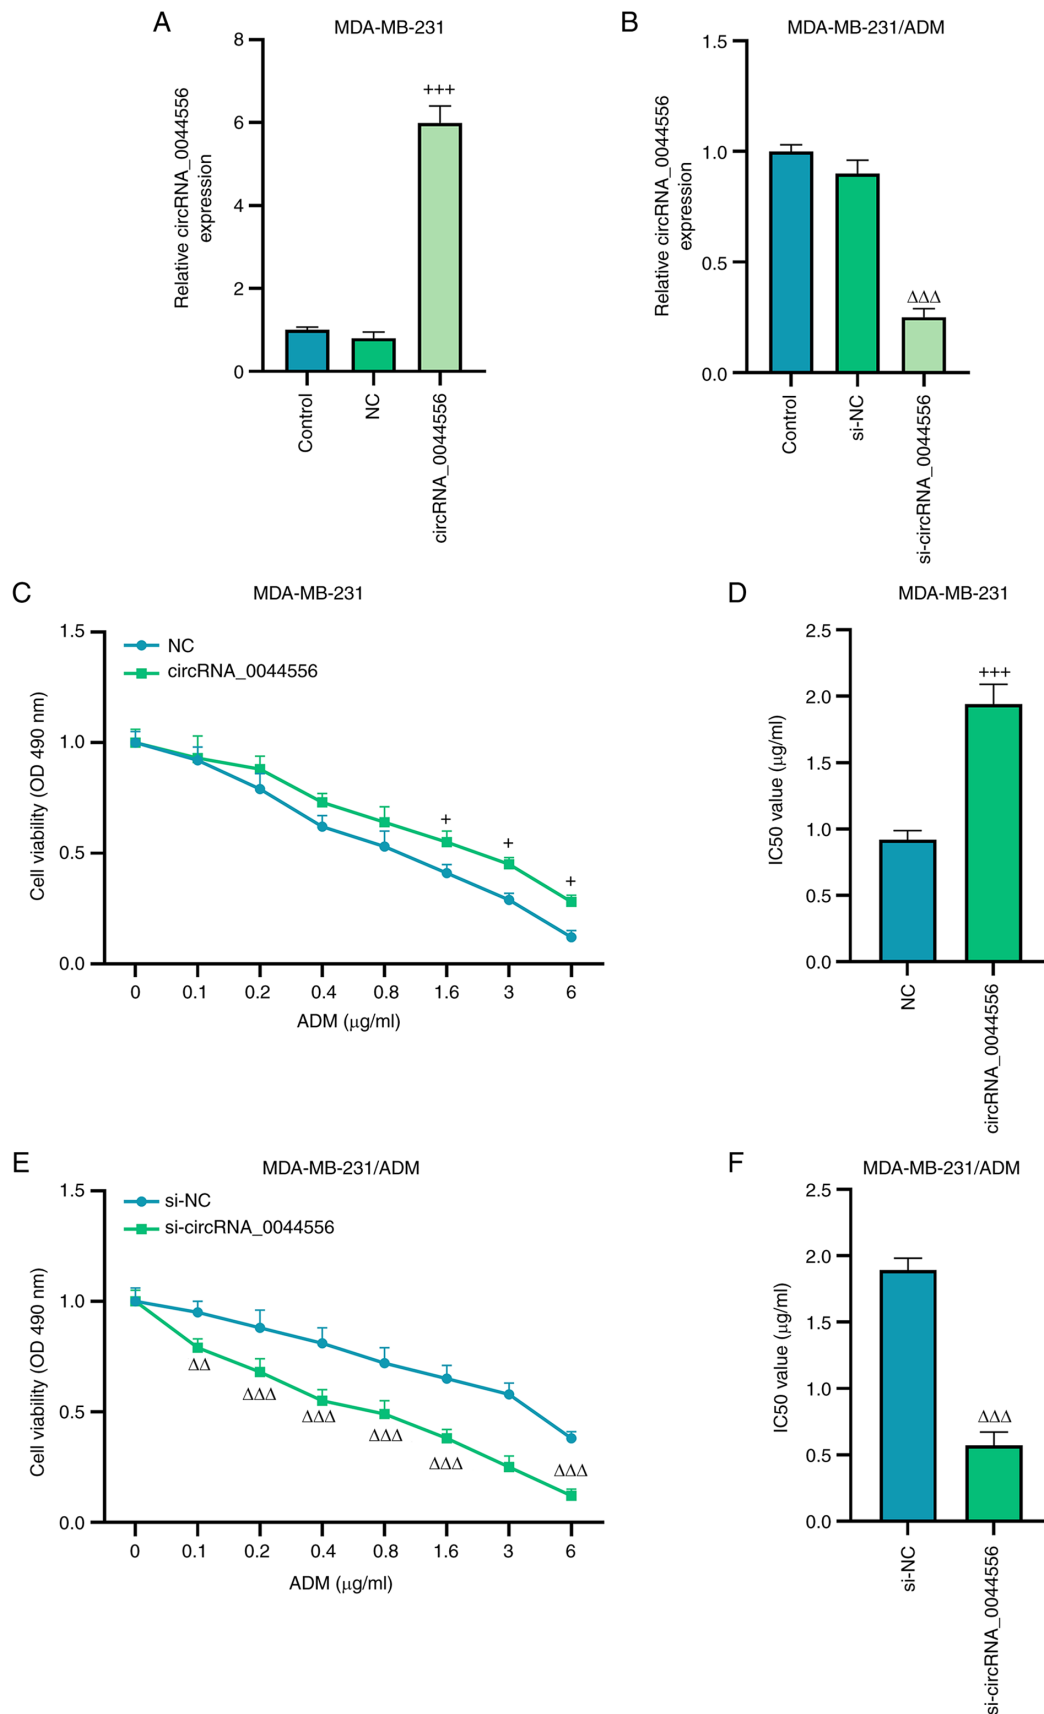 A
MDA-MB-231
Relative circRNA_0044556
expression
8
6
4
2
0
+++
Control
NC
circRNA_0044556
B
MDA-MB-231/ADM
Relative circRNA_0044556
expression
1.5
1.0
0.5
0.0
ΔΔΔ
Control
si-NC
si-circRNA_0044556
C
MDA-MB-231
NC
circRNA_0044556
Cell viability (OD 490 nm)
1.5
1.0
0.5
0.0
+
+
+
0 0.1 0.2 0.4 0.8 1.6 3 6
ADM (μg/ml)
D
MDA-MB-231
IC50 value (μg/ml)
2.5
2.0
1.5
1.0
0.5
0.0
+++
NC
circRNA_0044556
E
MDA-MB-231/ADM
si-NC
si-circRNA_0044556
Cell viability (OD 490 nm)
1.5
1.0
0.5
0.0
ΔΔ
ΔΔΔ
ΔΔΔ
ΔΔΔ
ΔΔΔ
ΔΔΔ
0 0.1 0.2 0.4 0.8 1.6 3 6
ADM (μg/ml)
F
MDA-MB-231/ADM
IC50 value (μg/ml)
2.5
2.0
1.5
1.0
0.5
0.0
ΔΔΔ
si-NC
si-circRNA_0044556